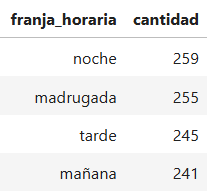 franja_horaria cantidad
noche 259
madrugada 255
tarde 245
mañana 241